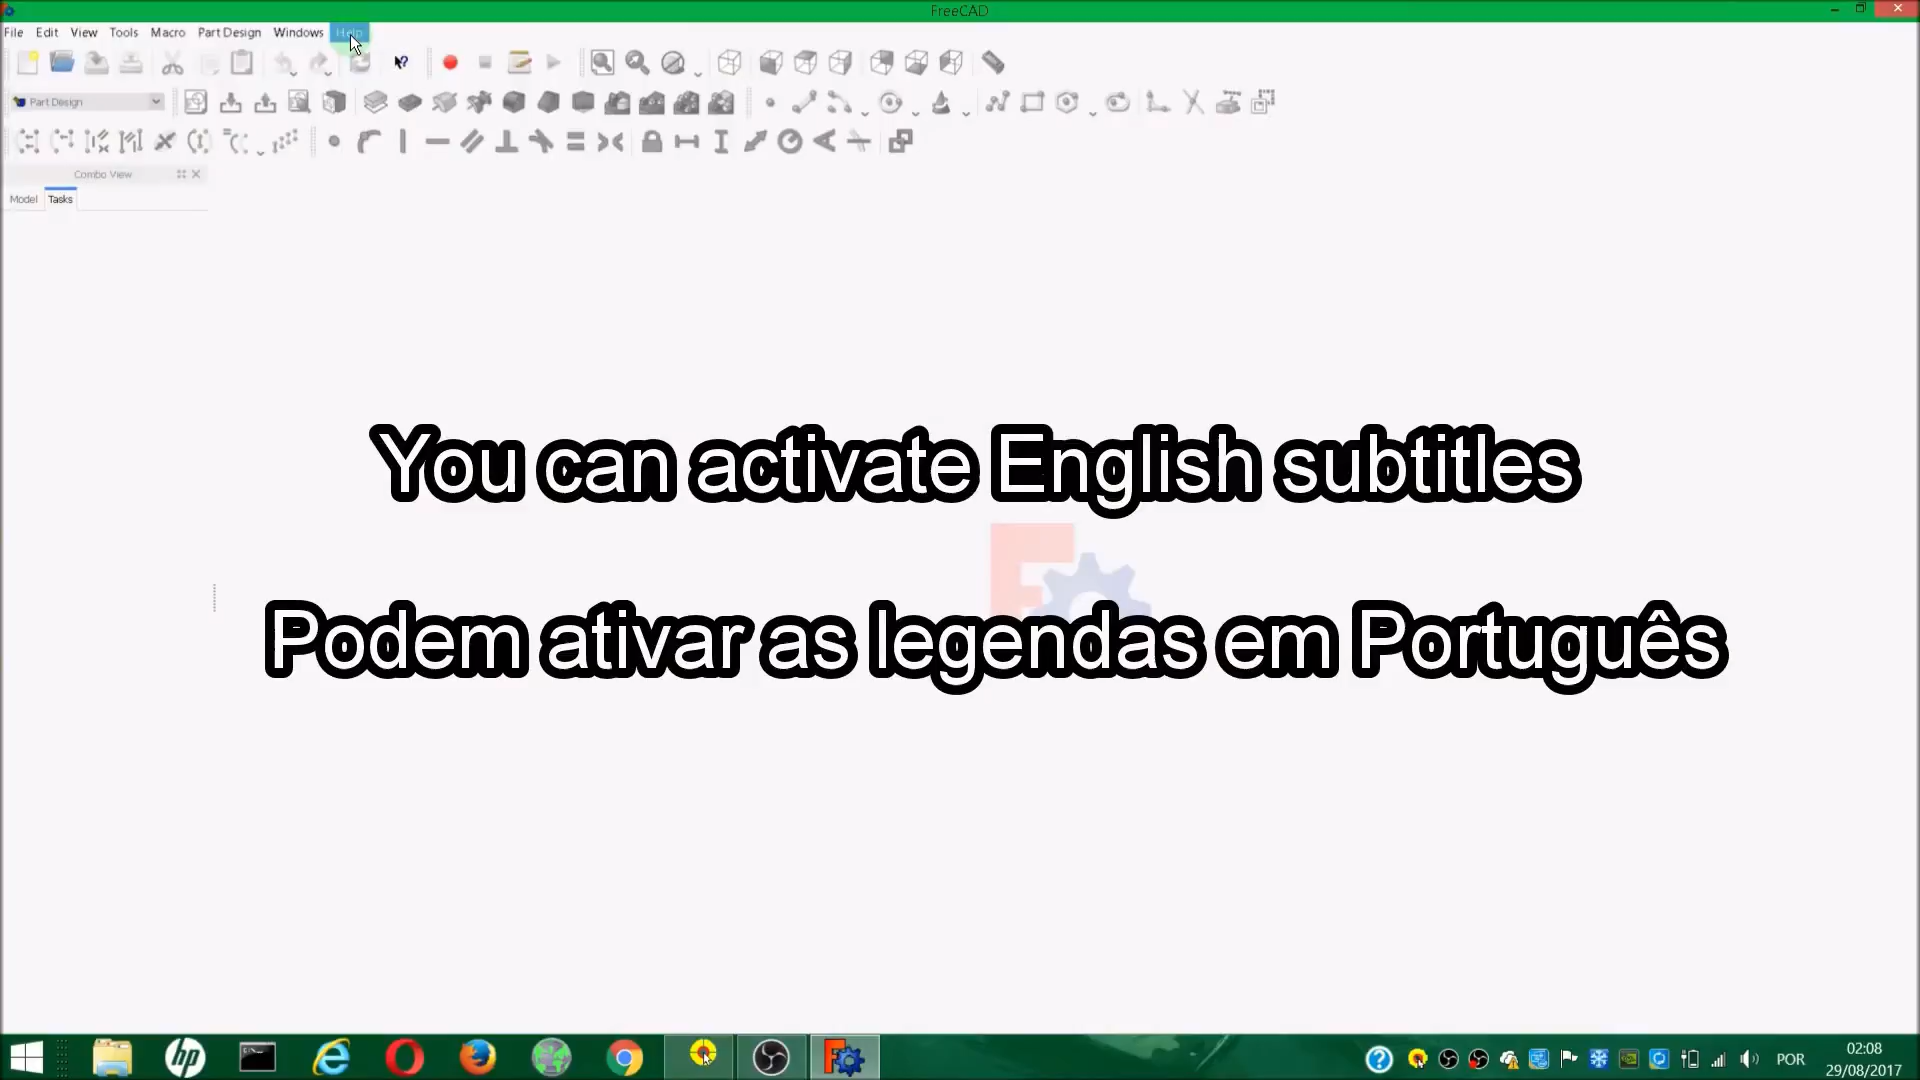 FreeCAD
File Edit View Tools Macro Part Design Windows Help
Part Design
Combo View
Model Tasks
You can activate English subtitles
Podem ativar as legendas em Português
POR
02:08
29/08/2017